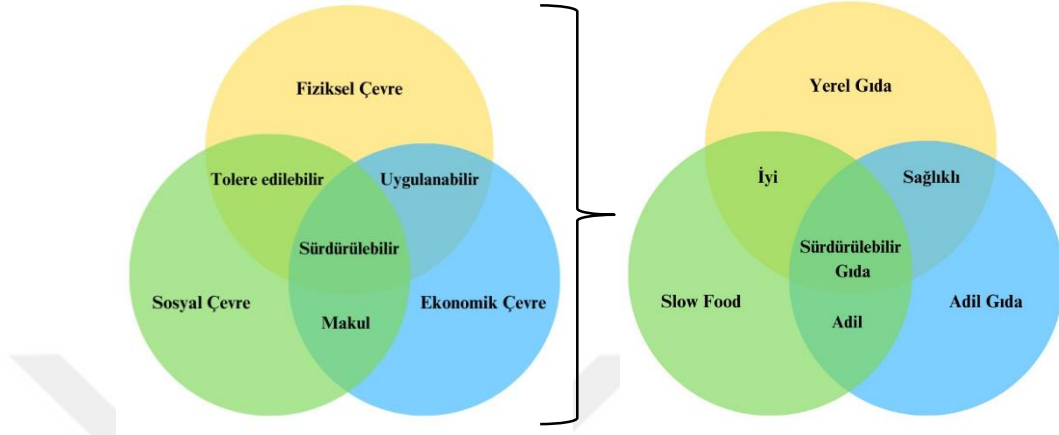 Fiziksel Çevre
Tolere edilebilir
Uygulanabilir
Sürdürülebilir
Sosyal Çevre
Ekonomik Çevre
Makul
Yerel Gıda
İyi
Sağlıklı
Sürdürülebilir
Gıda
Slow Food
Adil Gıda
Adil